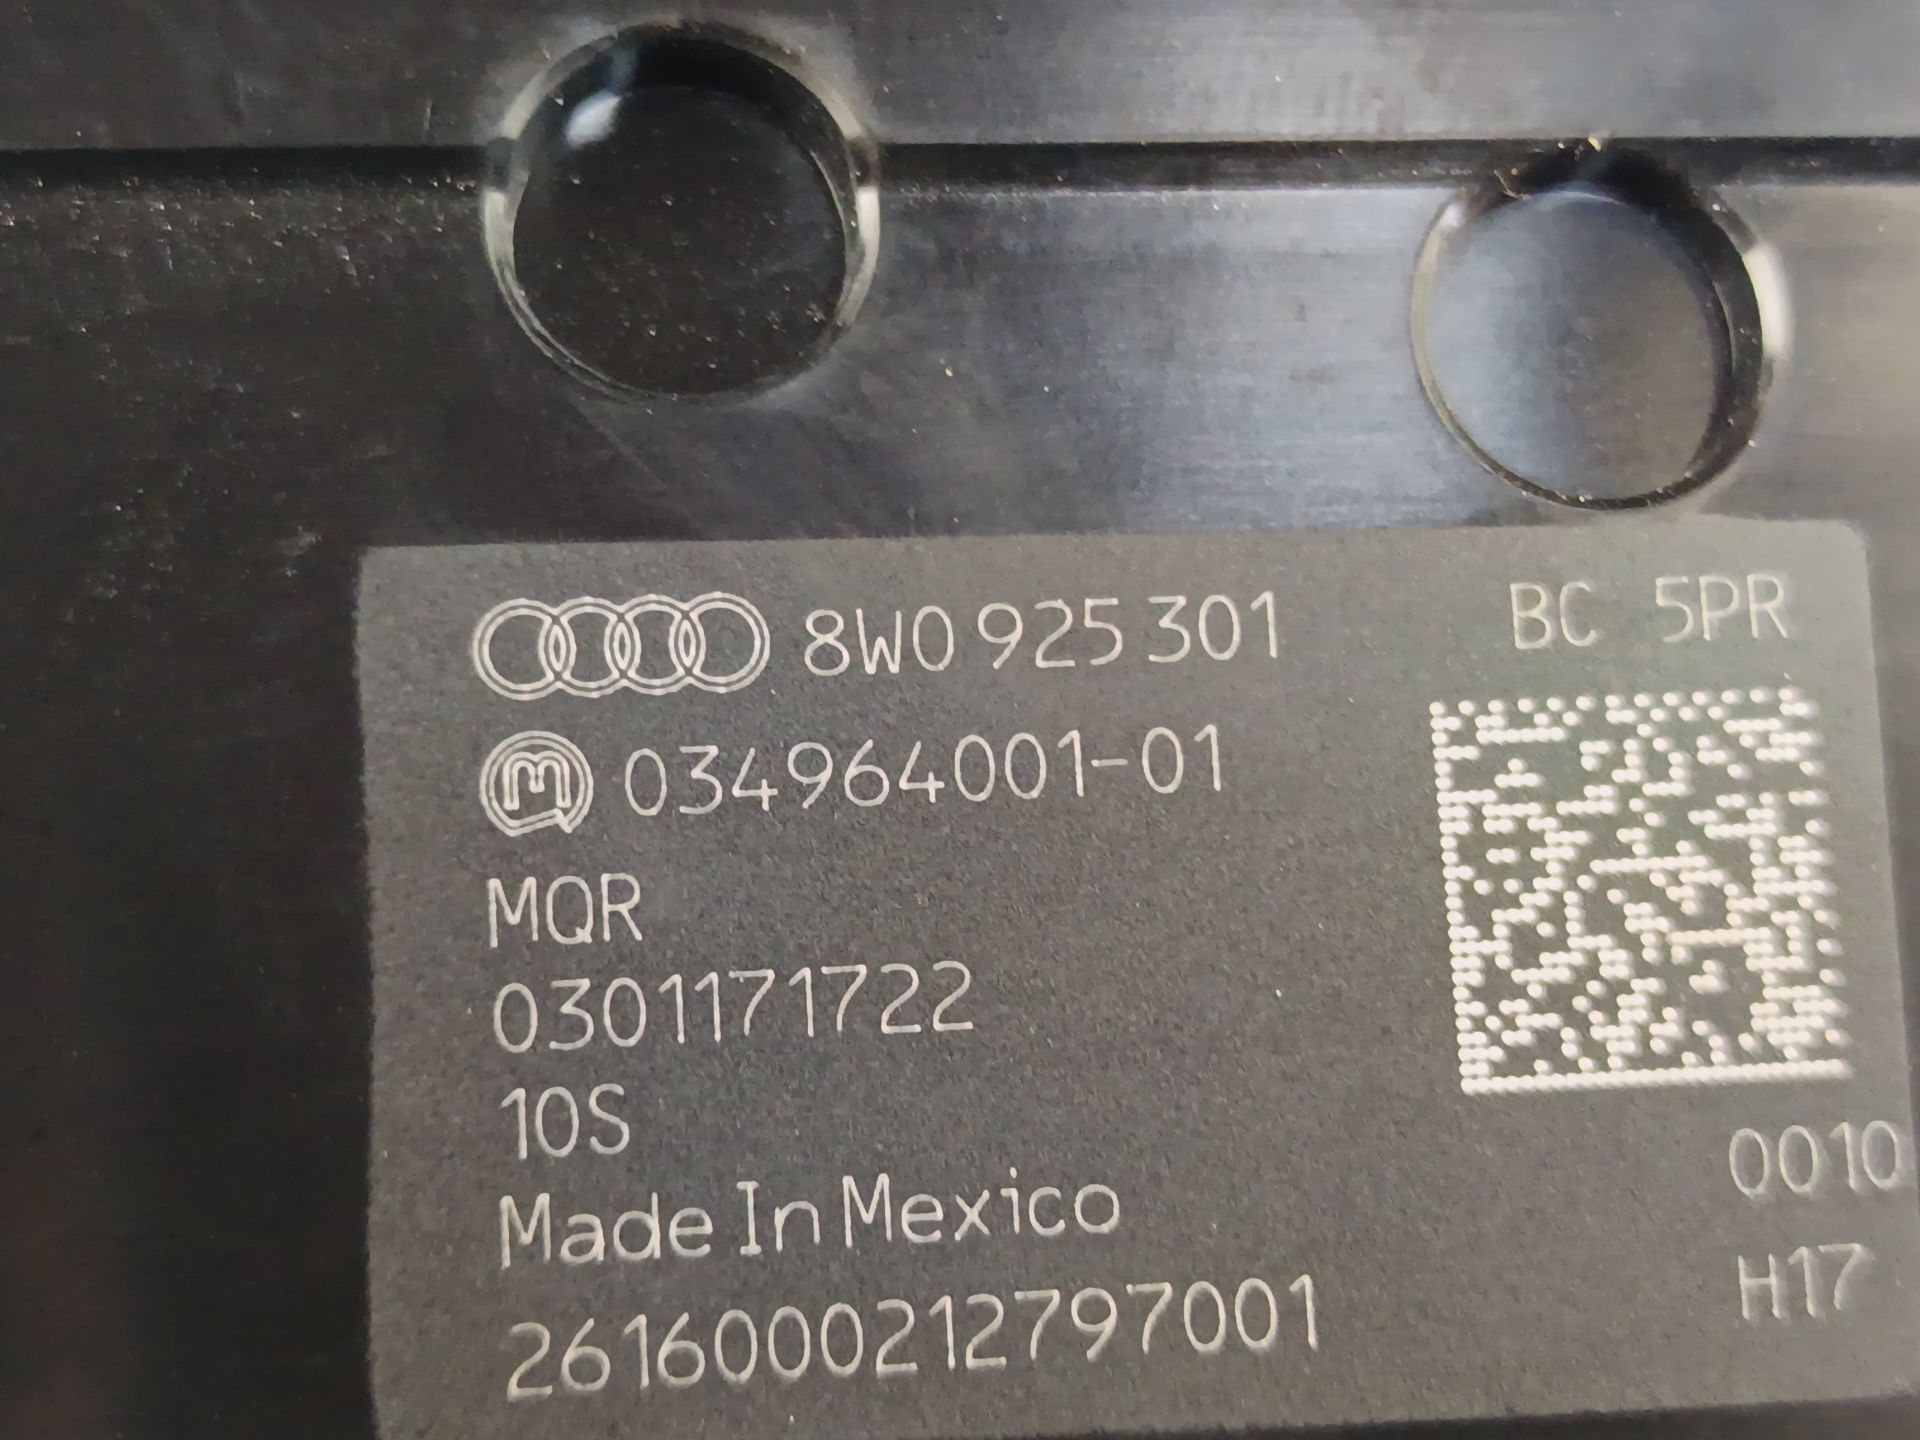 8W0 925 301 BC 5PR
034964001-01
MQR
0301171722
10S
0010
Made In Mexico
H17
2616000212797001